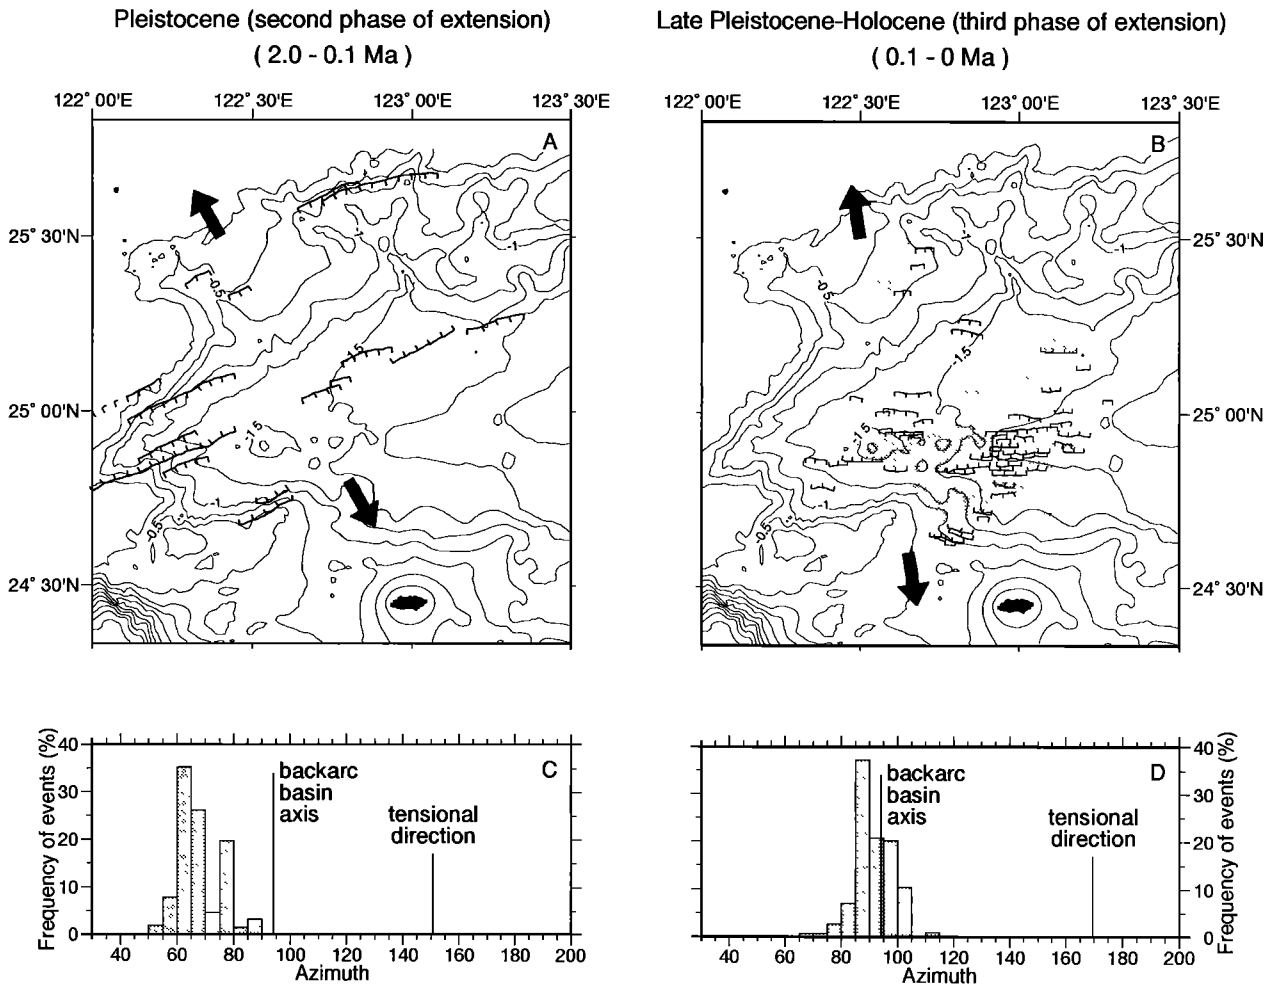 Pleistocene (second phase of extension)
( 2.0 - 0.1 Ma )
Late Pleistocene-Holocene (third phase of extension)
( 0.1 - 0 Ma )
122° 00'E 122° 30'E 123° 00'E 123° 30'E
122° 00'E 122° 30'E 123° 00'E 123° 30'E
A
-1
-1
-0.5
-1.5
-1.5
-1
-0.5
25° 30'N
25° 00'N
24° 30'N
B
-1
-1
-0.5
-1.5
-1.5
-1
-0.5
25° 30'N
25° 00'N
24° 30'N
Frequency of events (%)
40
30
20
10
0
backarc
basin
axis
tensional
direction
C
40 60 80 100 120 140 160 180 200
Azimuth
backarc
basin
axis
tensional
direction
D
40
30
20
10
0
Frequency of events (%)
40 60 80 100 120 140 160 180 200
Azimuth